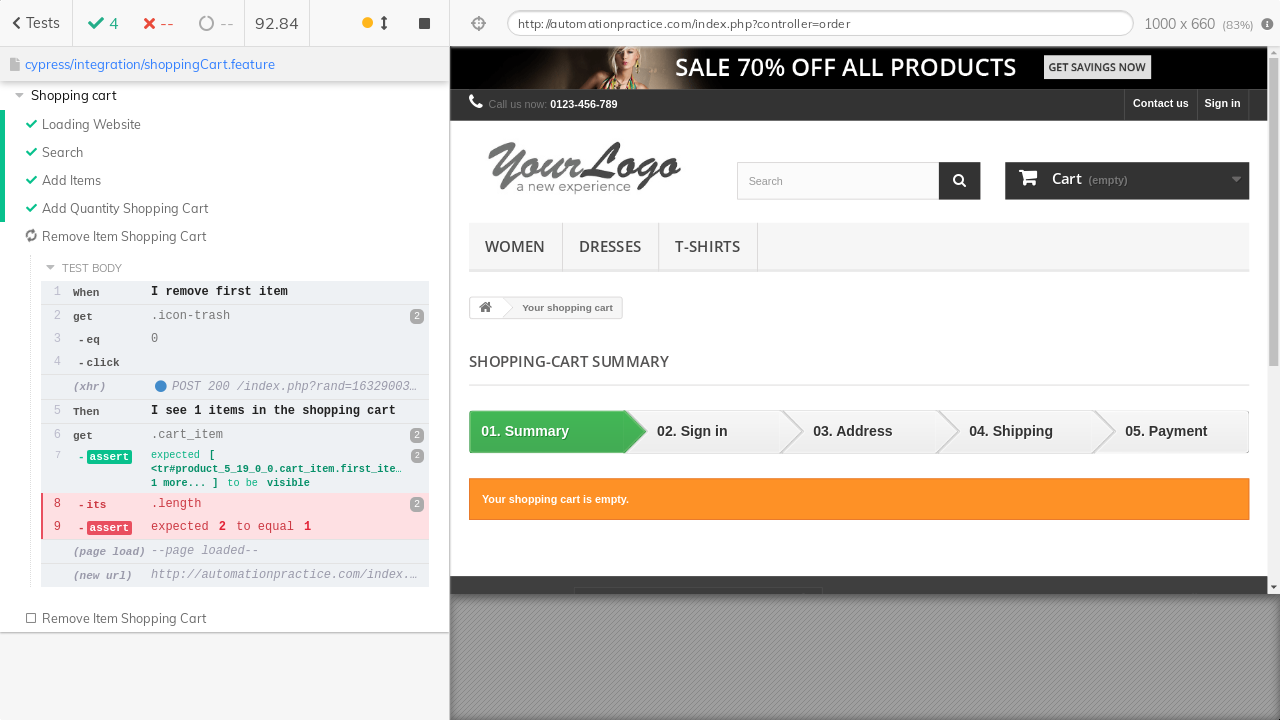 Tests
4
--
--
92.84
http://automationpractice.com/index.php?controller=order
1000 x 660 (83%)
cypress/integration/shoppingCart.feature
Shopping cart
Loading Website
Search
Add Items
Add Quantity Shopping Cart
Remove Item Shopping Cart
TEST BODY
1 When I remove first item
2 get .icon-trash 2
3 - eq 0
4 - click
(xhr) POST 200 /index.php?rand=16329003…
5 Then I see 1 items in the shopping cart
6 get .cart_item 2
7 - assert expected [ 2
<tr#product_5_19_0_0.cart_item.first_ite…
1 more... ] to be visible
8 - its .length 2
9 - assert expected 2 to equal 1
(page load) --page loaded--
(new url) http://automationpractice.com/index.…
Remove Item Shopping Cart
SALE 70% OFF ALL PRODUCTS GET SAVINGS NOW
Call us now: 0123-456-789 Contact us Sign in
YourLogo
a new experience
Search
Cart (empty)
WOMEN DRESSES T-SHIRTS
Your shopping cart
SHOPPING-CART SUMMARY
01. Summary 02. Sign in 03. Address 04. Shipping 05. Payment
Your shopping cart is empty.